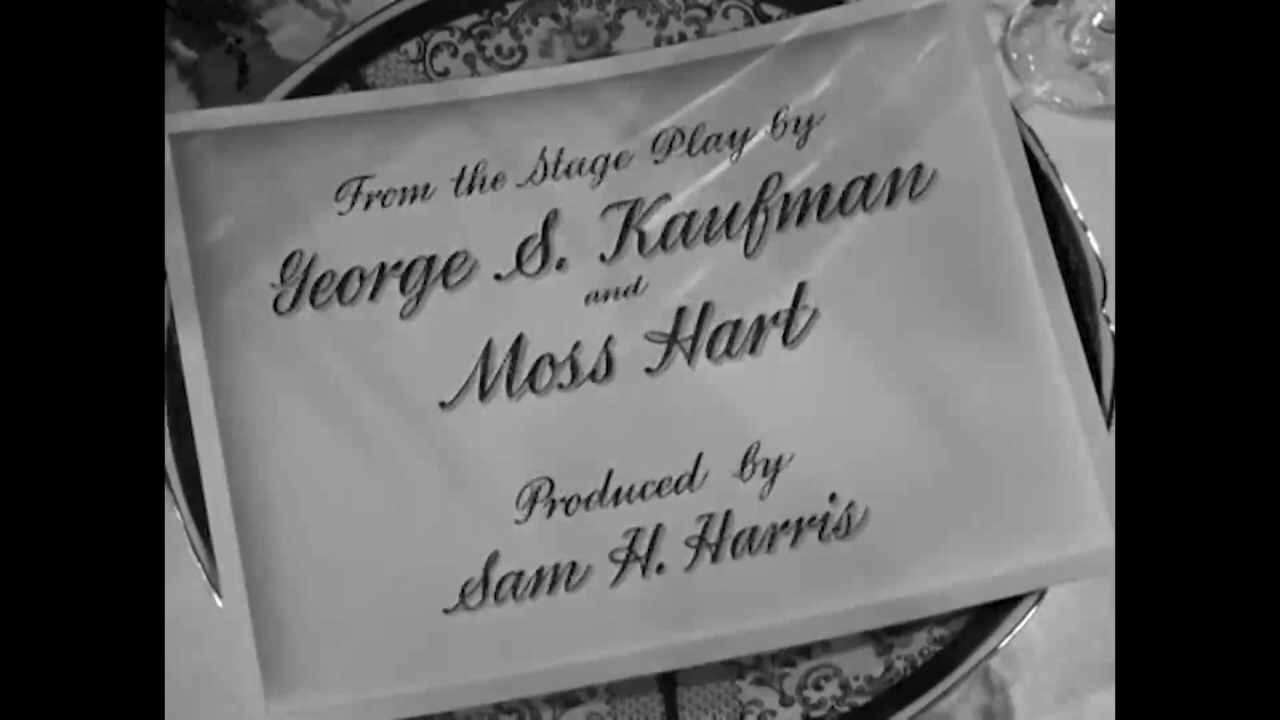 From the Stage Play by
George S. Kaufman
and
Moss Hart
Produced by
Sam H. Harris